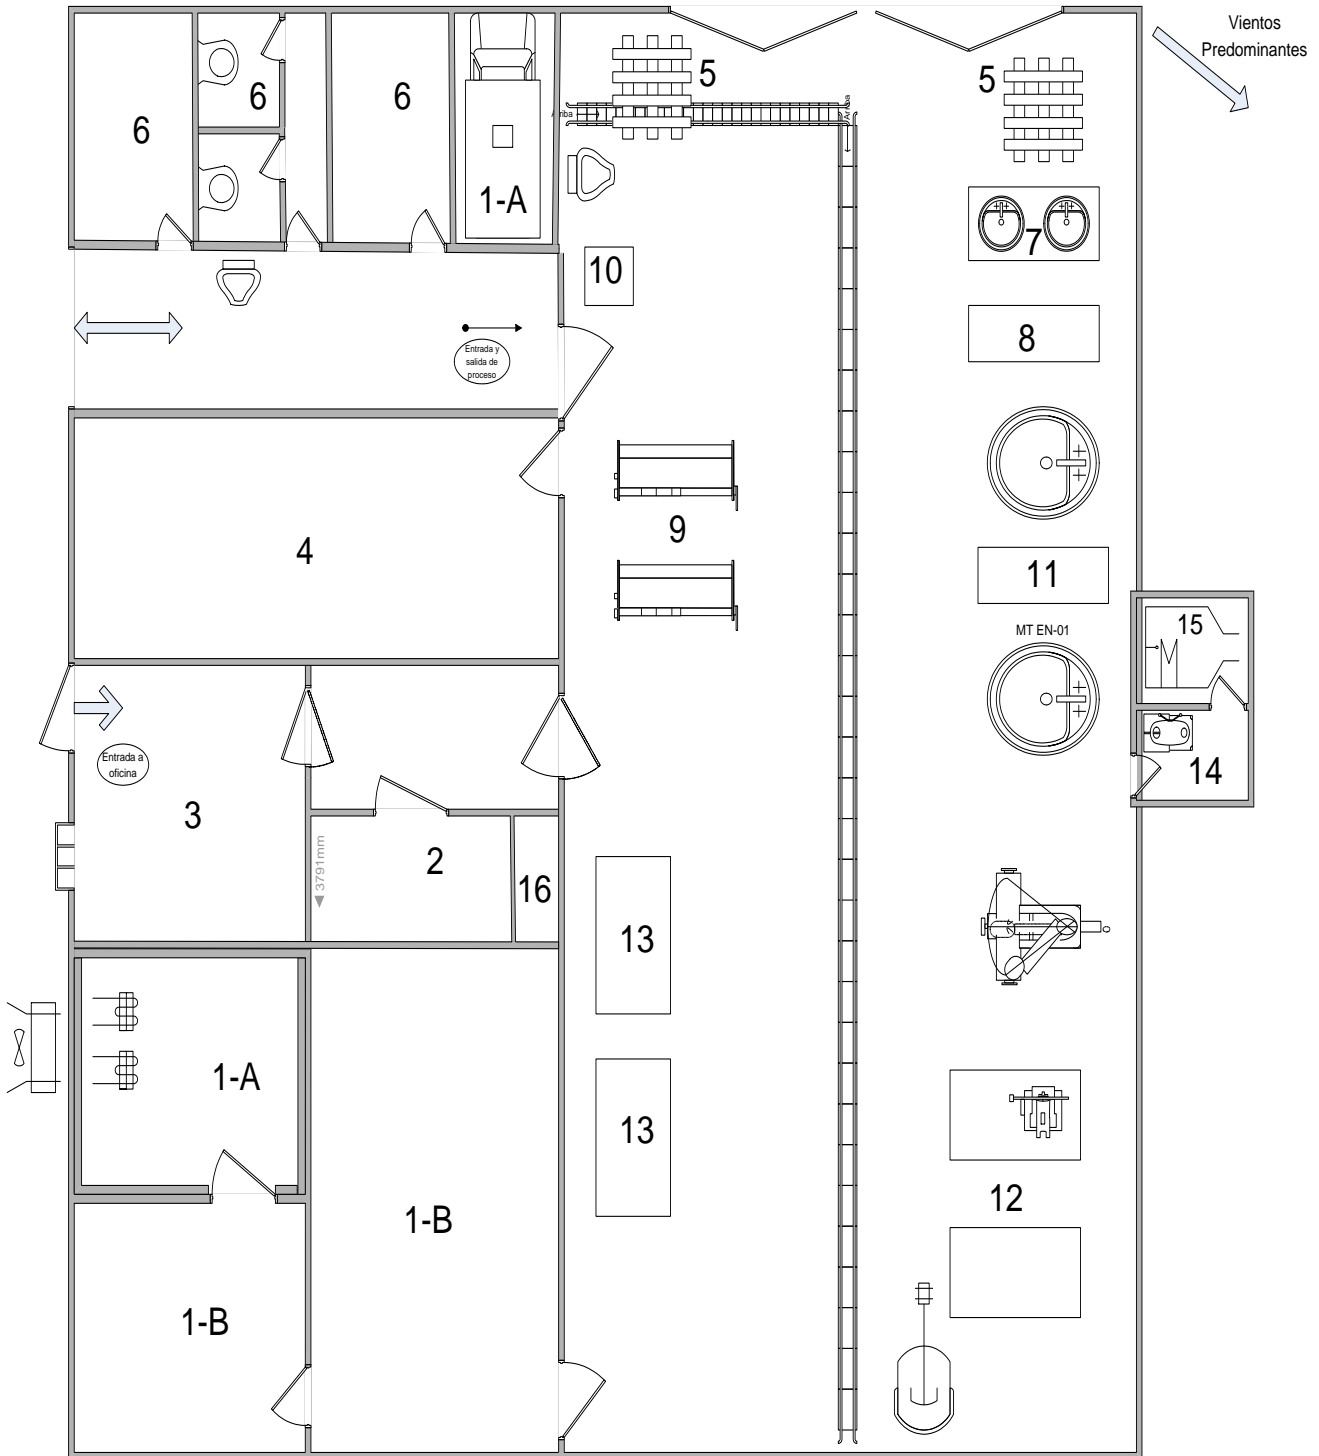 Vientos
Predominantes
5
5
6
6
6
Arriba
Arriba
1-A
7
10
8
Entrada y
salida de
proceso
9
4
11
MT EN-01
15
14
Entrada a
oficina
3
3791mm
2
16
13
1-A
13
12
1-B
1-B